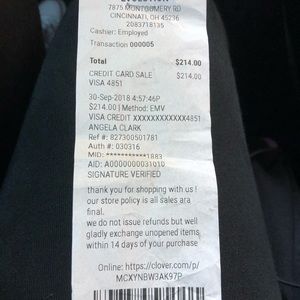 7875 MONTGOMERY RD
CINCINNATI, OH 45236
2083718135
Cashier: Employed
Transaction 000005
Total $214.00
CREDIT CARD SALE $214.00
VISA 4851
30-Sep-2018 4:57:46P
$214.00 | Method: EMV
VISA CREDIT XXXXXXXXXXXX4851
ANGELA CLARK
Ref #: 827300501781
Auth #: 030316
MID: ***********1883
AID: A0000000031010
SIGNATURE VERIFIED
thank you for shopping with us !
our store policy is all sales ara
final.
we do not issue refunds but well
gladly exchange unopened items
within 14 days of your purchase
Online: https://clover.com/p/
MCXYNBW3AK97P